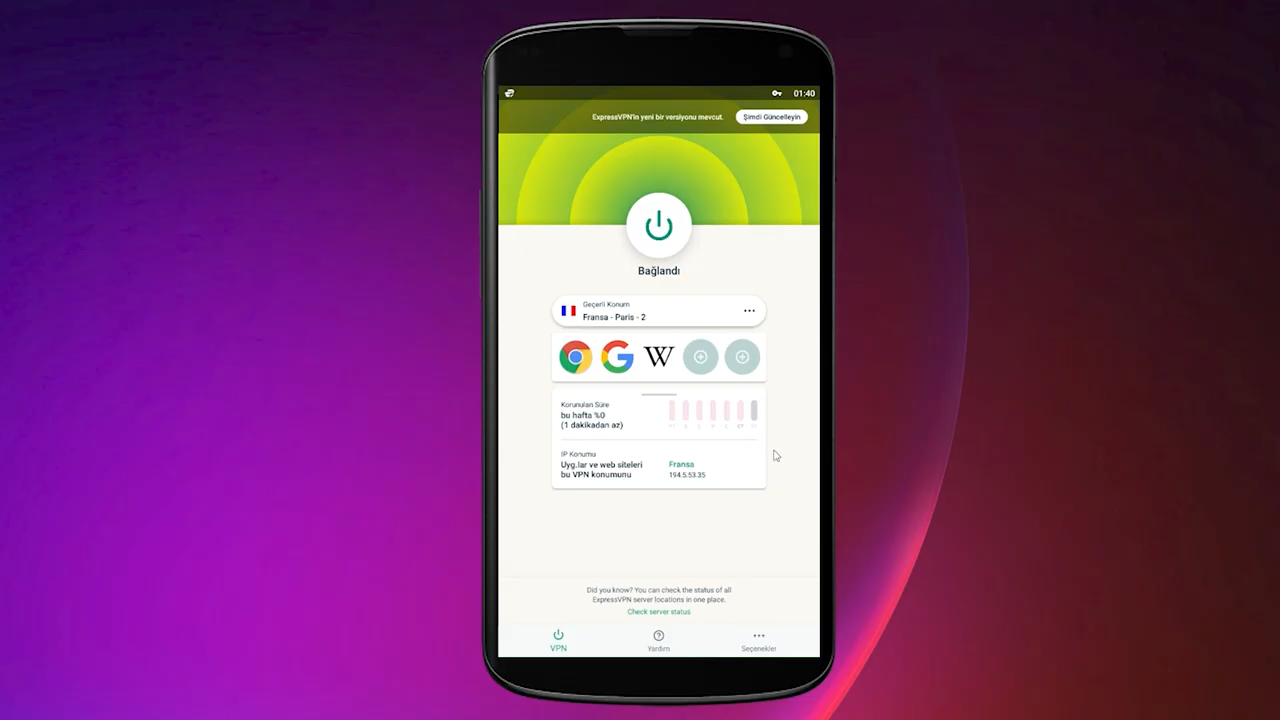 01:40
ExpressVPN'in yeni bir versiyonu mevcut.
Şimdi Güncelleyin
Bağlandı
Geçerli Konum
Fransa - Paris - 2
W
Korunulan Süre
bu hafta %0
(1 dakikadan az)
IP Konumu
Uyg.lar ve web siteleri
bu VPN konumunu
Fransa
194.5.53.35
Did you know? You can check the status of all
ExpressVPN server locations in one place.
Check server status
VPN
Yardım
Seçenekler